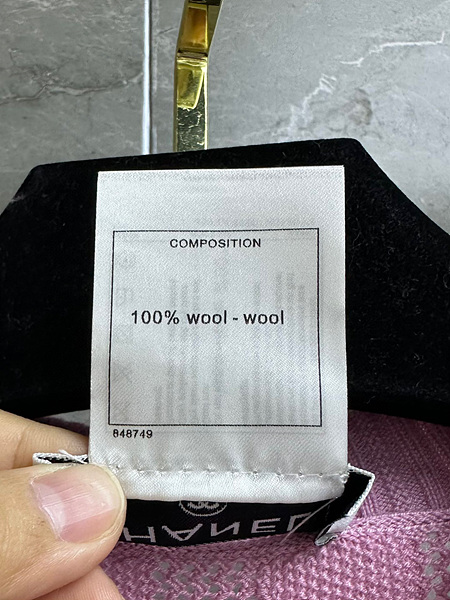 COMPOSITION
100% wool - wool
848749
CHANEL